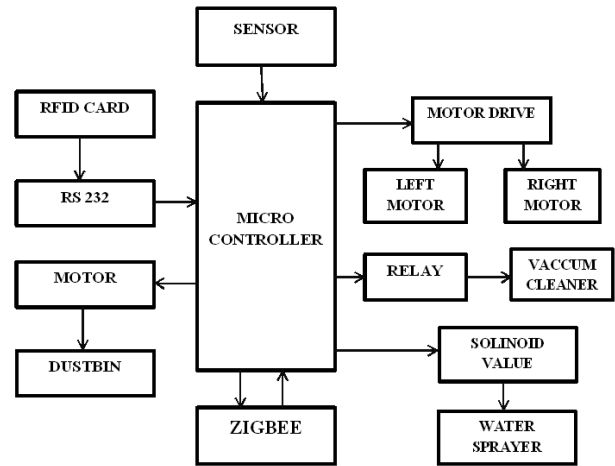 SENSOR
RFID CARD
MOTOR DRIVE
RS 232
LEFT
MOTOR
RIGHT
MOTOR
MICRO
CONTROLLER
MOTOR
RELAY
VACCUM
CLEANER
DUSTBIN
SOLINOID
VALUE
ZIGBEE
WATER
SPRAYER